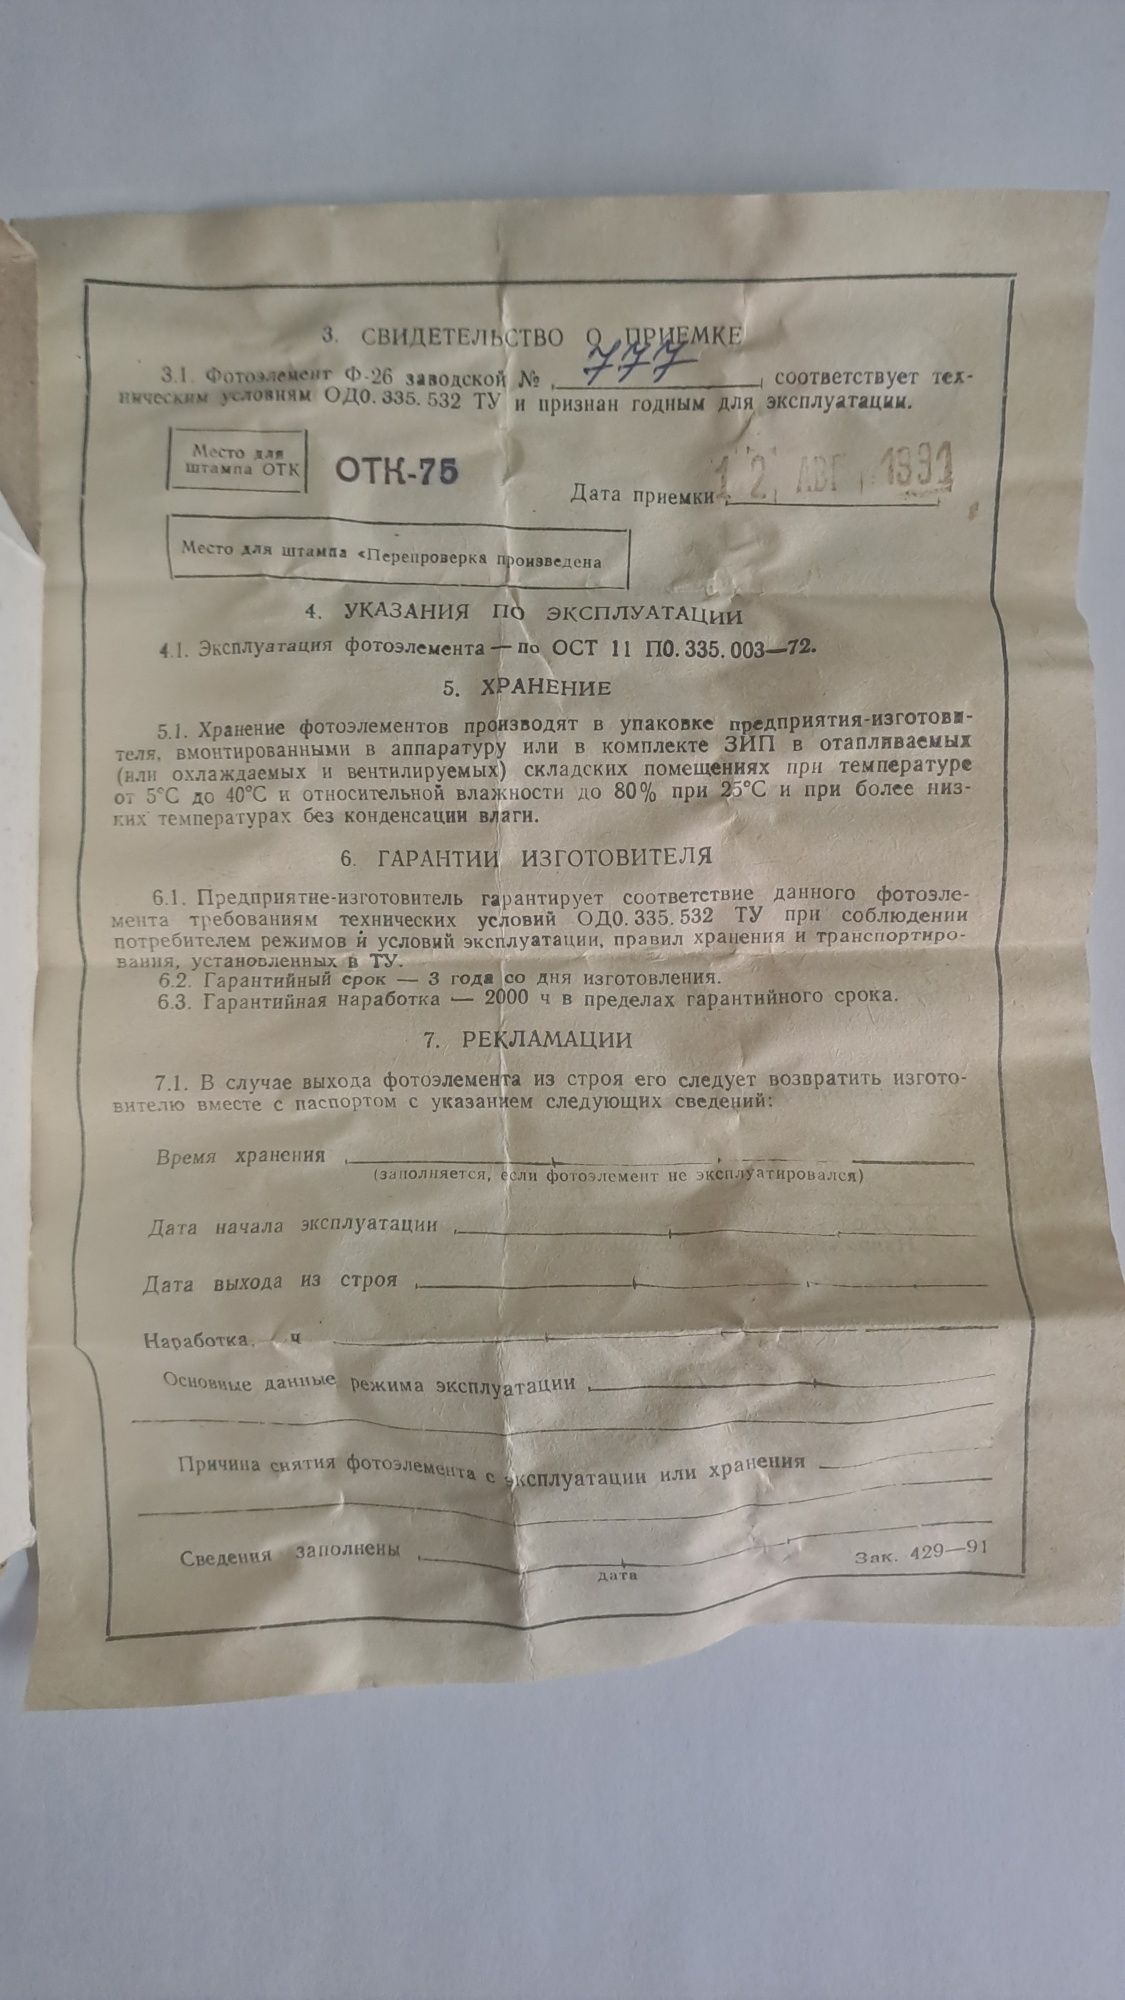 3. СВИДЕТЕЛЬСТВО О ПРИЕМКЕ
3.1. Фотоэлемент Ф-26 заводской № 777 соответствует тех-
ническим условиям ОД0.335.532 ТУ и признан годным для эксплуатации.
Место для
штампа ОТК
ОТК-75
Дата приемки 12 АВГ 1991
Место для штампа «Перепроверка произведена
4. УКАЗАНИЯ ПО ЭКСПЛУАТАЦИИ
4.1. Эксплуатация фотоэлемента — по ОСТ 11 П0.335.003—72.
5. ХРАНЕНИЕ
5.1. Хранение фотоэлементов производят в упаковке предприятия-изготови-
теля, вмонтированными в аппаратуру или в комплекте ЗИП в отапливаемых
(или охлаждаемых и вентилируемых) складских помещениях при температуре
от 5°С до 40°С и относительной влажности до 80% при 25°С и при более низ-
ких температурах без конденсации влаги.
6. ГАРАНТИИ ИЗГОТОВИТЕЛЯ
6.1. Предприятие-изготовитель гарантирует соответствие данного фотоэле-
мента требованиям технических условий ОД0.335.532 ТУ при соблюдении
потребителем режимов и условий эксплуатации, правил хранения и транспортиро-
вания, установленных в ТУ.
6.2. Гарантийный срок — 3 года со дня изготовления.
6.3. Гарантийная наработка — 2000 ч в пределах гарантийного срока.
7. РЕКЛАМАЦИИ
7.1. В случае выхода фотоэлемента из строя его следует возвратить изгото-
вителю вместе с паспортом с указанием следующих сведений:
Время хранения
(заполняется, если фотоэлемент не эксплуатировался)
Дата начала эксплуатации
Дата выхода из строя
Наработка, ч
Основные данные режима эксплуатации
Причина снятия фотоэлемента с эксплуатации или хранения
Сведения заполнены
дата
Зак. 429—91